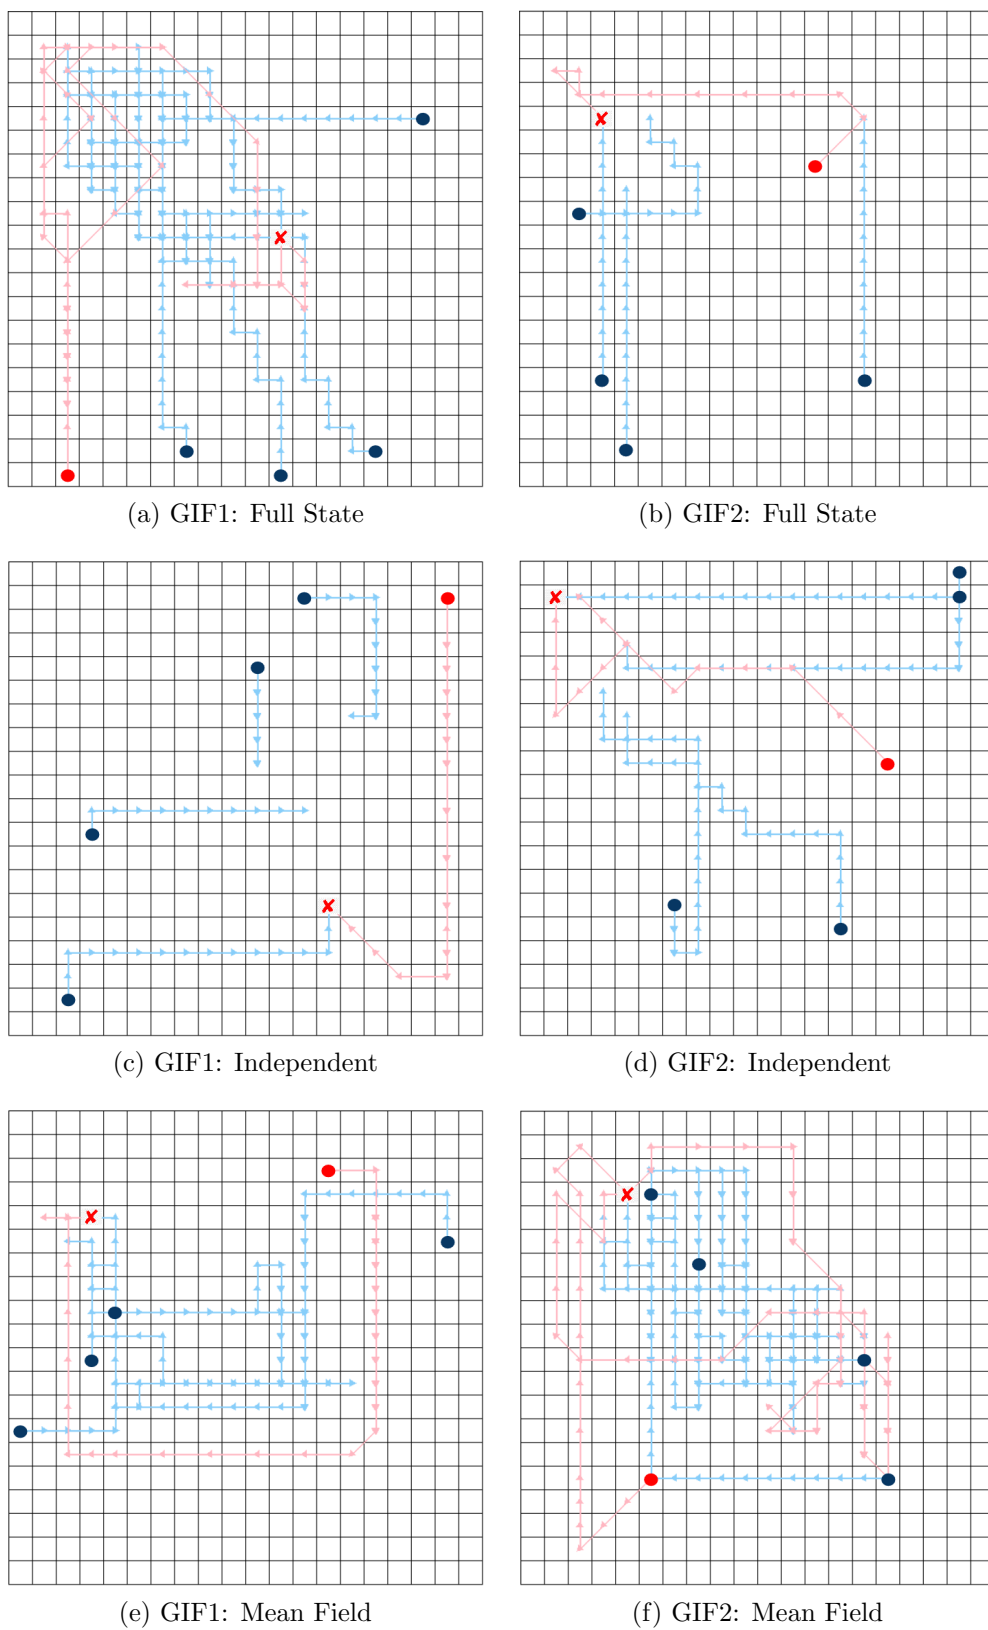 (a) GIF1: Full State
(b) GIF2: Full State
(c) GIF1: Independent
(d) GIF2: Independent
(e) GIF1: Mean Field
(f) GIF2: Mean Field